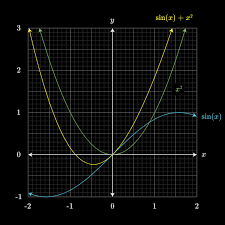 sin(x) + x²
y
3
x²
2
1
sin(x)
0
x
-1
-2 -1 0 1 2